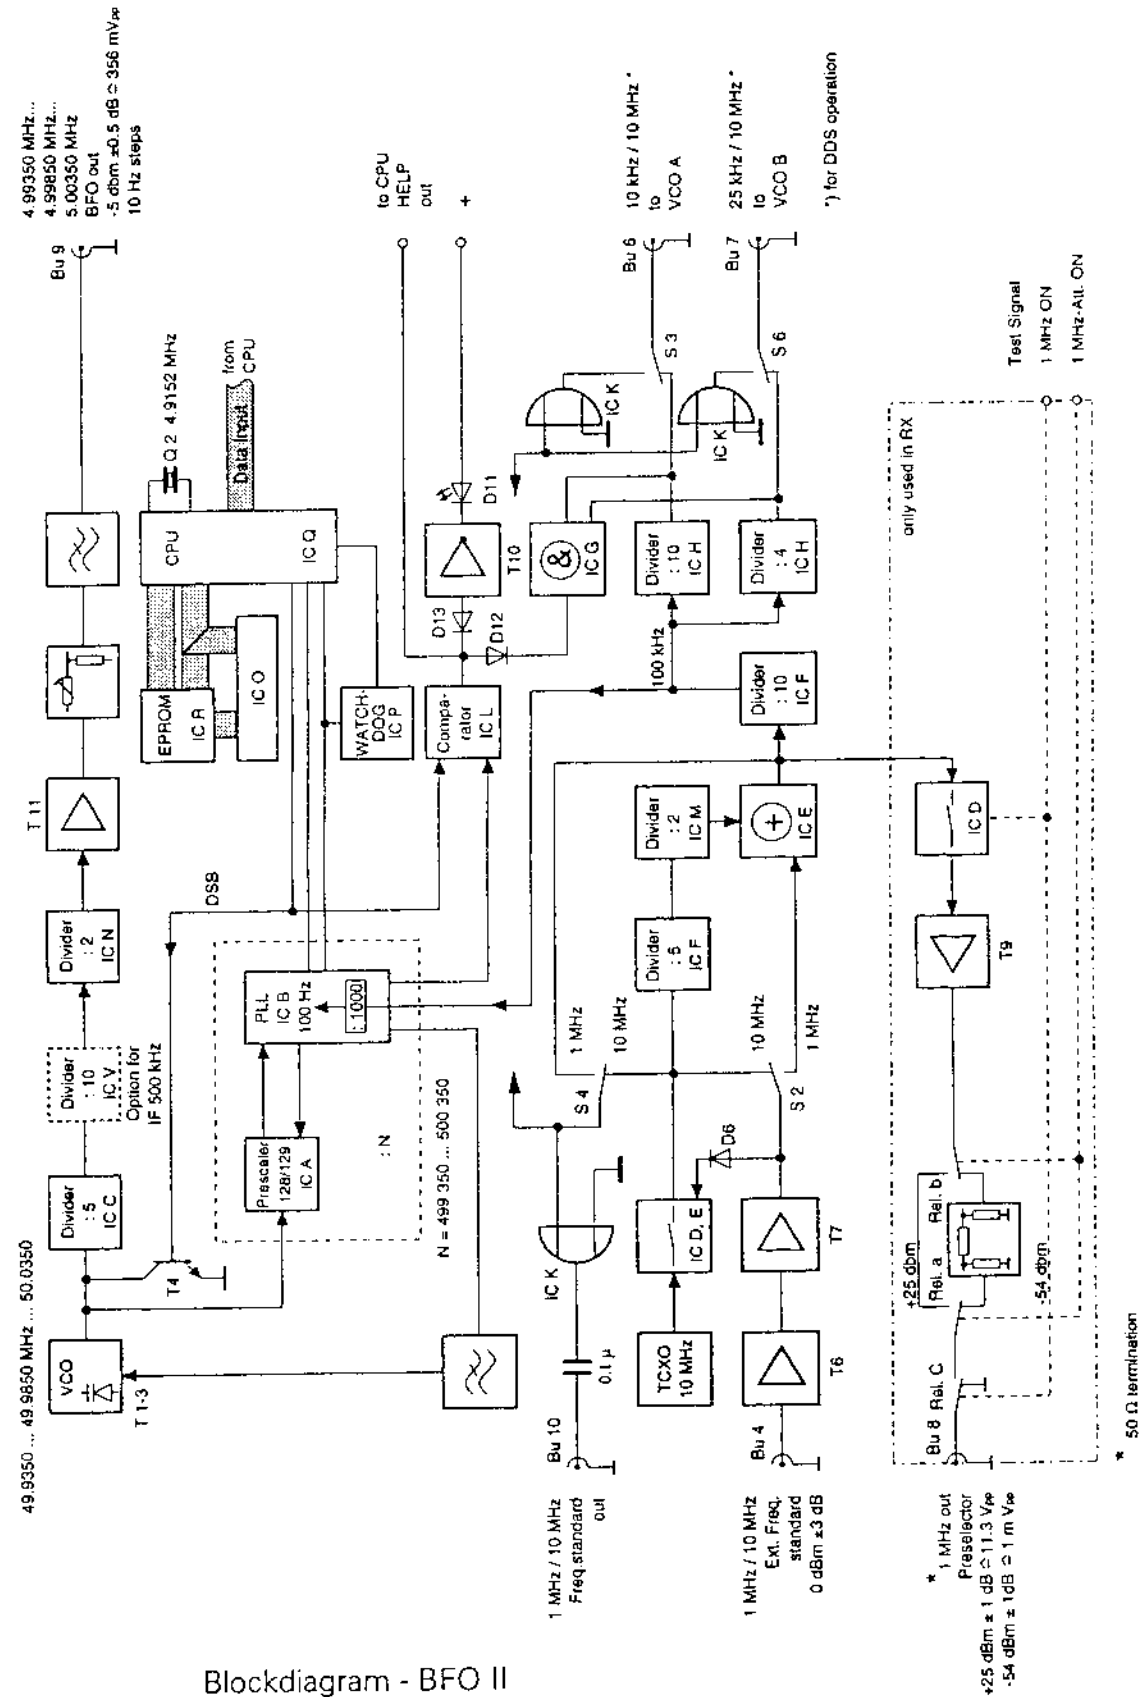 49.9350 ... 49.9850 MHz ... 50.0350
VCO
T 1-3
T4
Divider
: 5
IC C
Divider
: 10
IC V
Option for
IF 500 kHz
Divider
: 2
IC N
T 11
Bu 9
4.99350 MHz...
4.99850 MHz...
5.00350 MHz
BFO out
-5 dbm ±0.5 dB ≙ 356 mVpp
10 Hz steps
Prescaler
128/129
IC A
PLL
IC B
100 Hz
: 1000
: N
N = 499 350 ... 500 350
DSB
EPROM
IC R
IC O
CPU
IC Q
Q 2 4.9152 MHz
Data Input
from
CPU
WATCH-
DOG
IC P
Compa-
rator
IC L
D13
D12
T10
D11
to CPU
HELP
out
+
1 MHz / 10 MHz
Freq.standard
out
Bu 10
0.1 µ
IC K
S 4
1 MHz
10 MHz
&
IC G
IC K
IC K
S 3
S 6
Bu 6
10 kHz / 10 MHz *
to
VCO A
Bu 7
25 kHz / 10 MHz *
to
VCO B
*) for DDS operation
TCXO
10 MHz
IC D, E
D6
Divider
: 5
IC F
Divider
: 2
IC M
+
IC E
Divider
: 10
IC F
100 kHz
Divider
: 10
IC H
Divider
: 4
IC H
1 MHz / 10 MHz
Ext. Freq.
standard
0 dBm ±3 dB
Bu 4
T6
T7
S 2
10 MHz
1 MHz
only used in RX
IC D
T9
+25 dbm
Rel. a
Rel. b
-54 dbm
Rel. C
Bu 8
Test Signal
1 MHz ON
1 MHz-Att. ON
* 1 MHz out
Preselector
+25 dBm ± 1 dB ≙ 11.3 Vpp
-54 dBm ± 1dB ≙ 1 m Vpp
* 50 Ω termination
Blockdiagram - BFO II